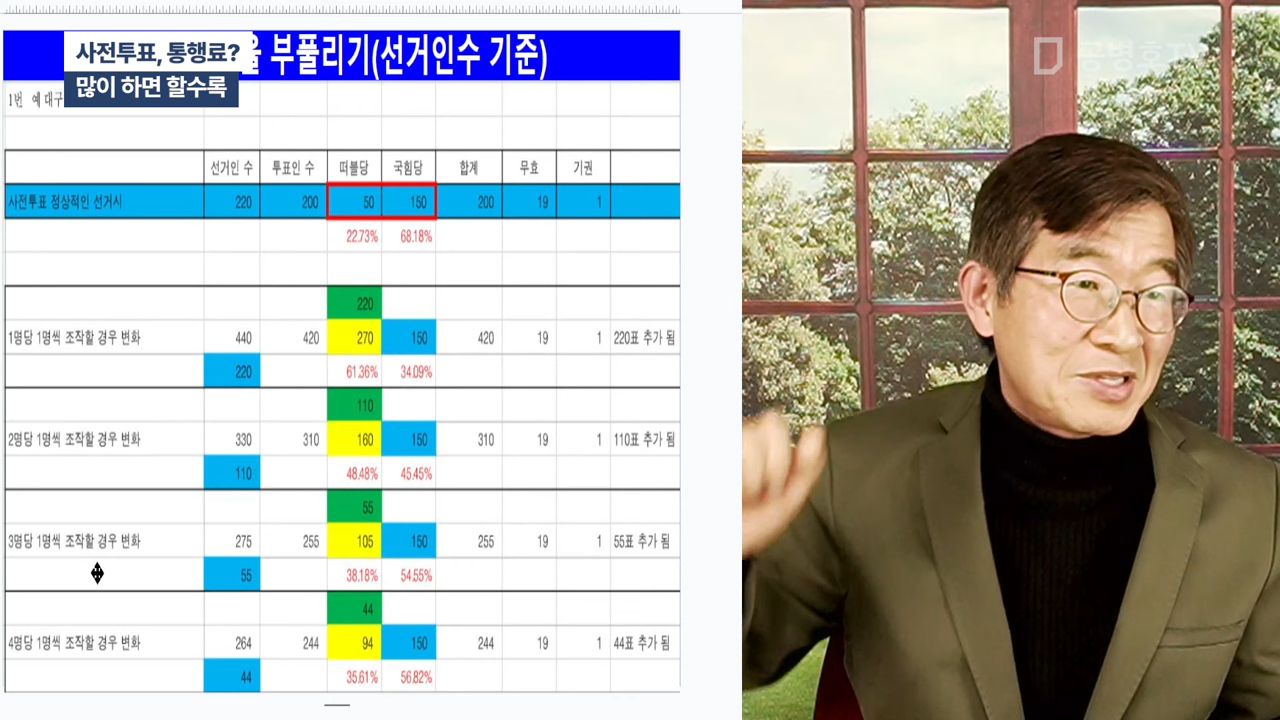 사전투표, 통행료?
많이 하면 할수록
부풀리기(선거인수 기준)
공병호TV
1번 예 대구
선거인 수 투표인 수 떠불당 국힘당 합계 무효 기권
사전투표 정상적인 선거시 220 200 50 150 200 19 1
22.73% 68.18%
220
1명당 1명씩 조작할 경우 변화 440 420 270 150 420 19 1 220표 추가 됨
220 61.36% 34.09%
110
2명당 1명씩 조작할 경우 변화 330 310 160 150 310 19 1 110표 추가 됨
110 48.48% 45.45%
55
3명당 1명씩 조작할 경우 변화 275 255 105 150 255 19 1 55표 추가 됨
55 38.18% 54.55%
44
4명당 1명씩 조작할 경우 변화 264 244 94 150 244 19 1 44표 추가 됨
44 35.61% 56.82%